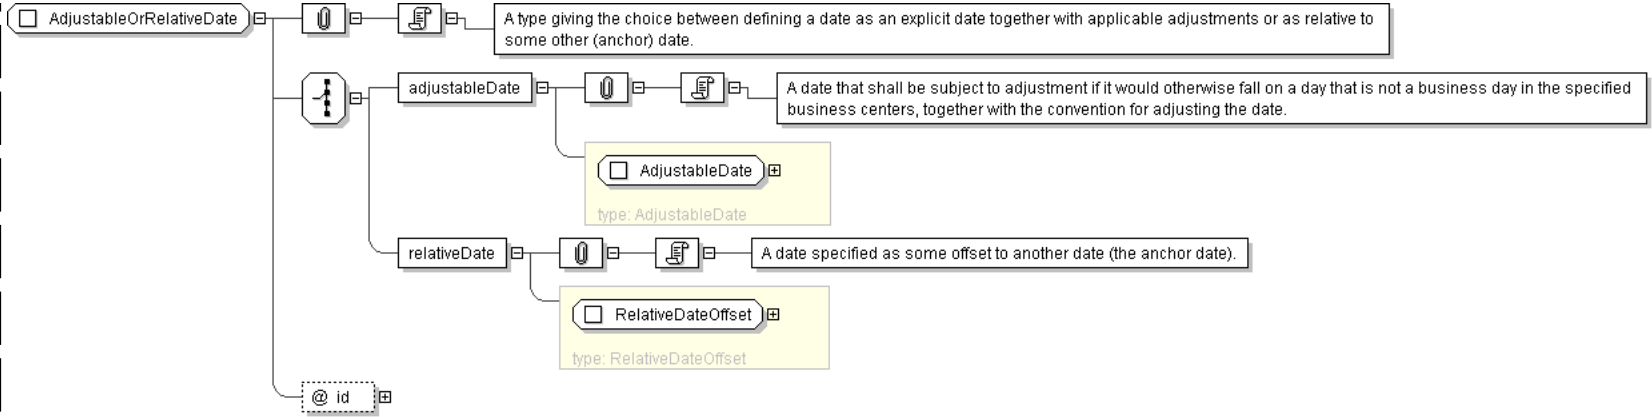 AdjustableOrRelativeDate
A type giving the choice between defining a date as an explicit date together with applicable adjustments or as relative to
some other (anchor) date.
adjustableDate
A date that shall be subject to adjustment if it would otherwise fall on a day that is not a business day in the specified
business centers, together with the convention for adjusting the date.
AdjustableDate
type: AdjustableDate
relativeDate
A date specified as some offset to another date (the anchor date).
RelativeDateOffset
type: RelativeDateOffset
@ id